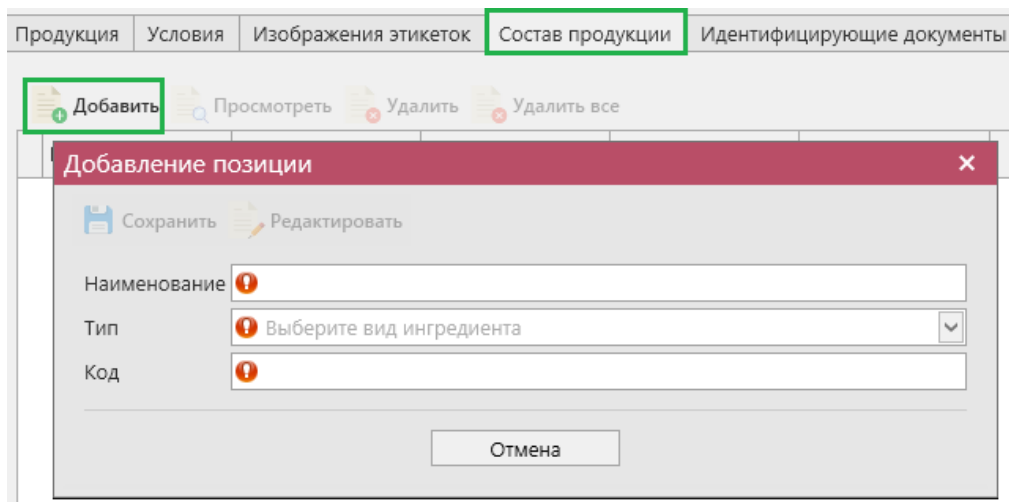 Продукция Условия Изображения этикеток Состав продукции Идентифицирующие документы
Добавить Просмотреть Удалить Удалить все
Добавление позиции
Сохранить Редактировать
Наименование
Тип Выберите вид ингредиента
Код
Отмена